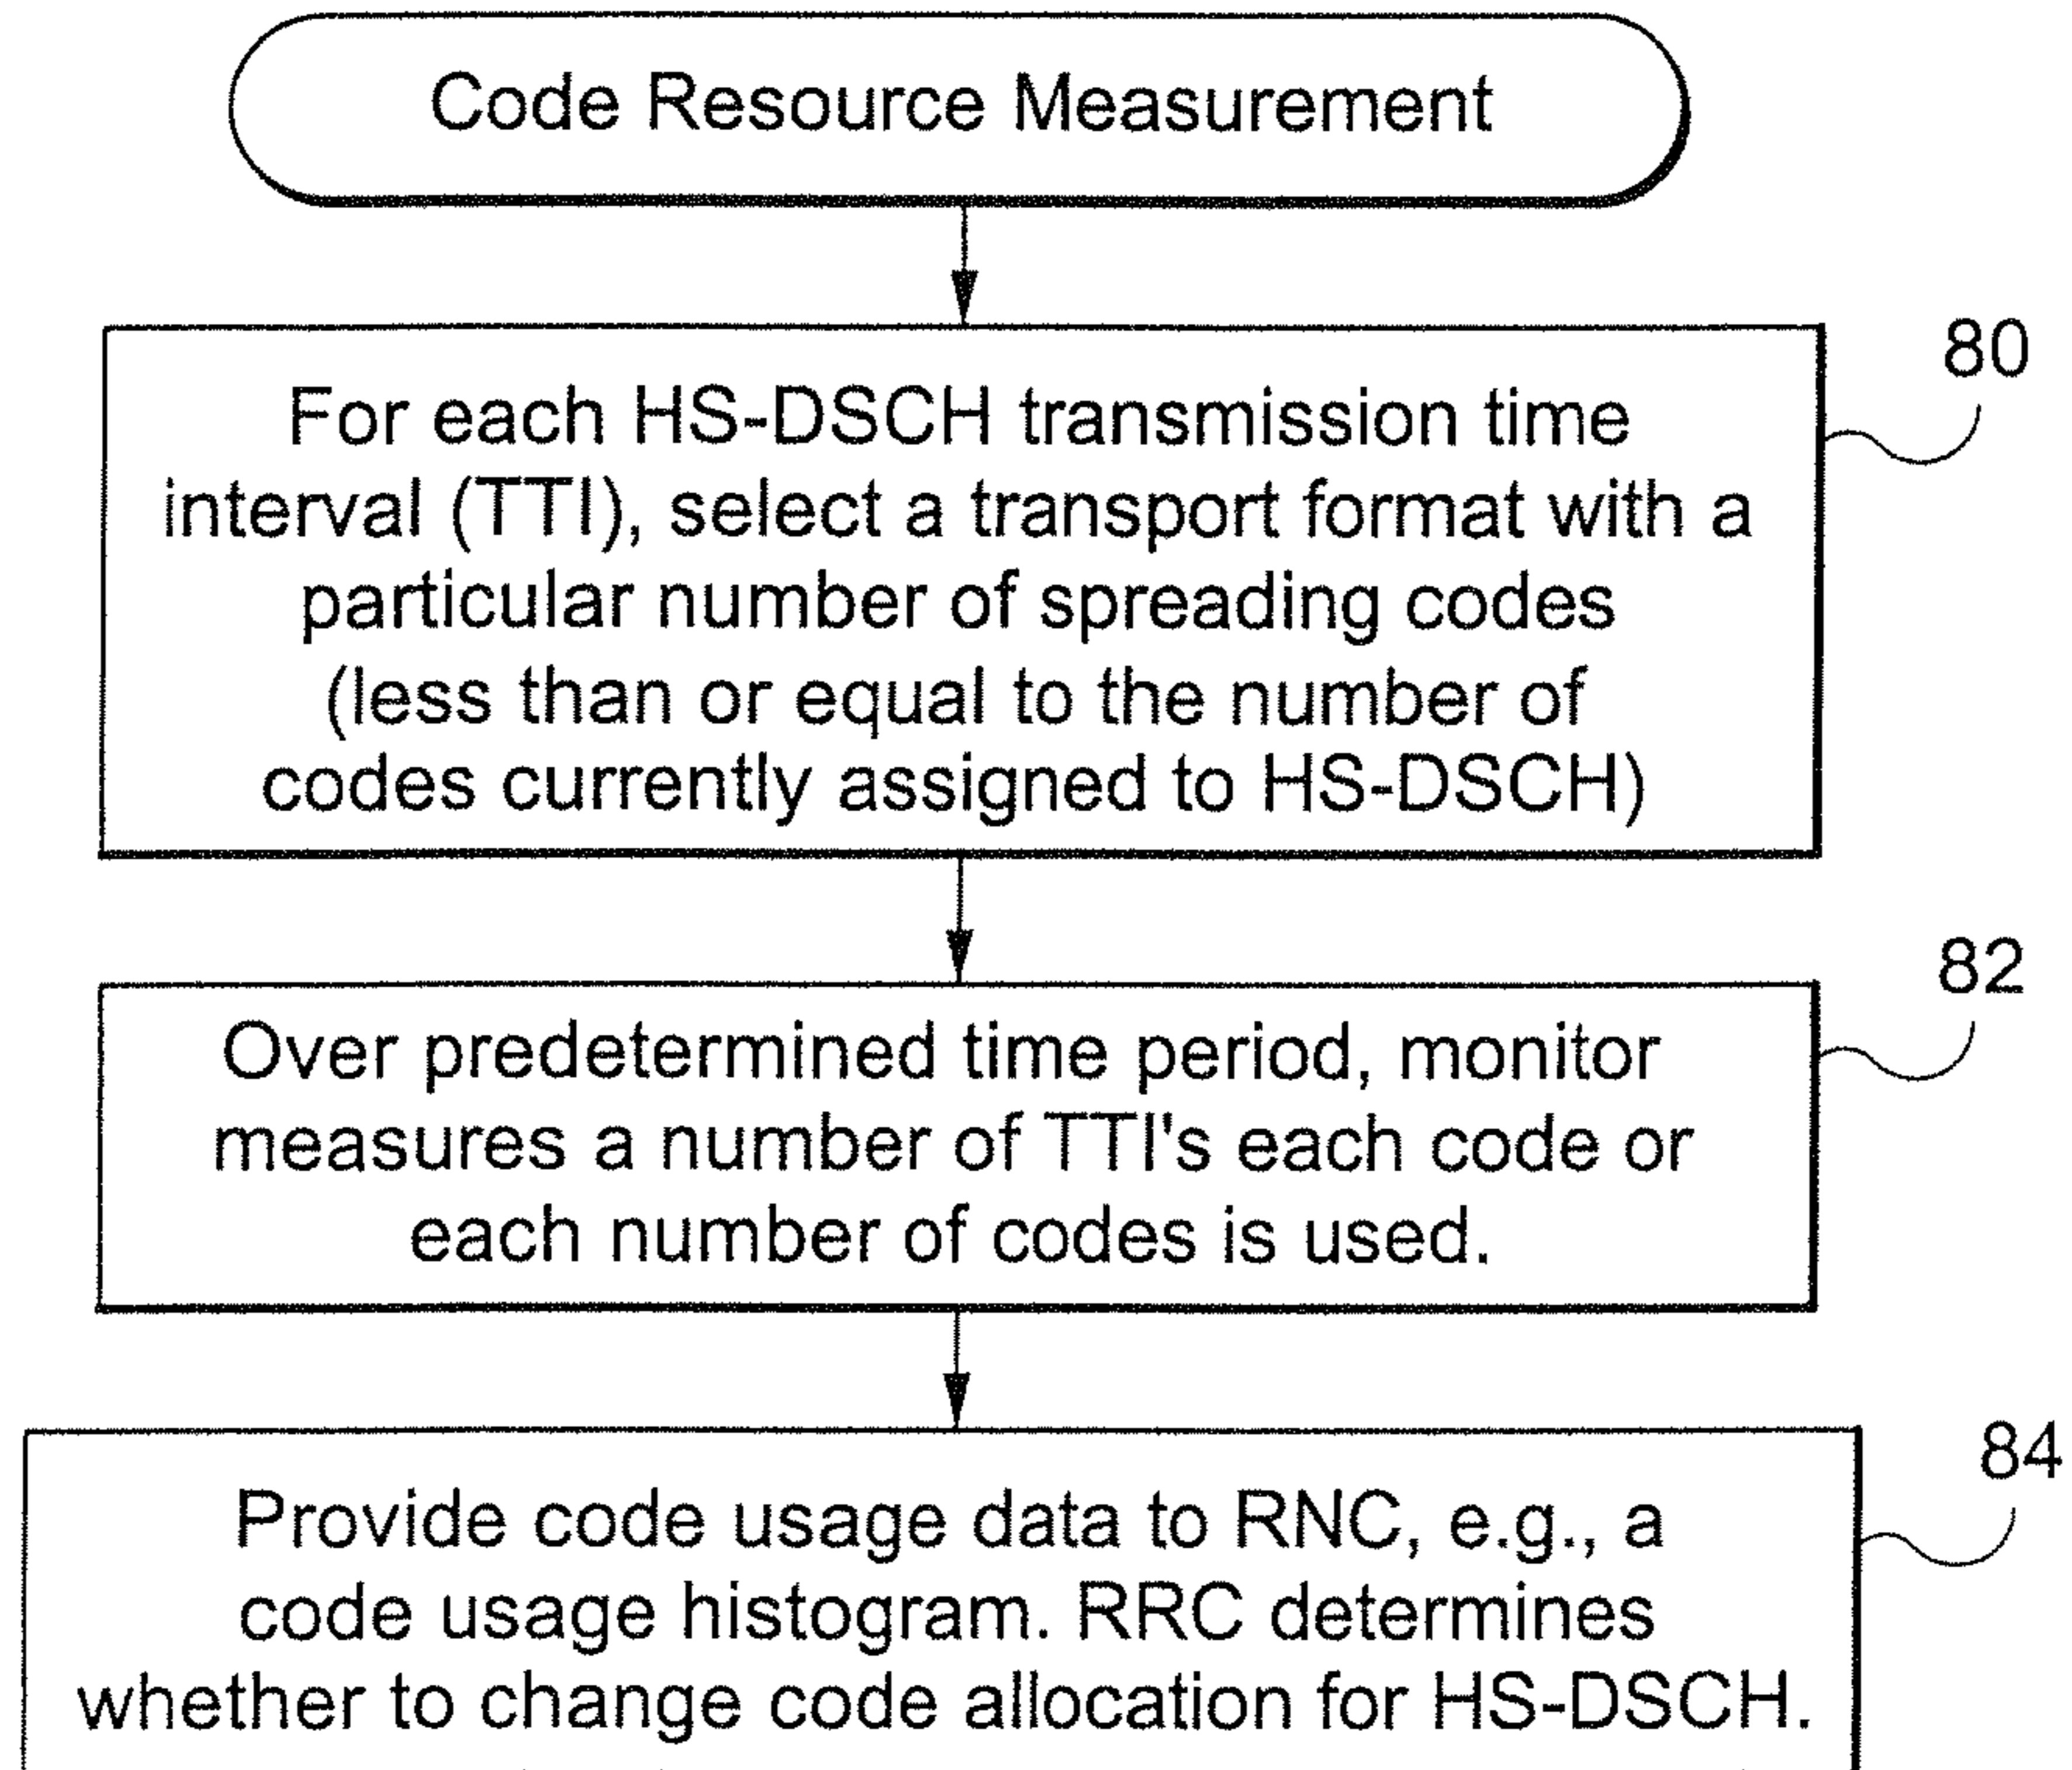 Code Resource Measurement
80
For each HS-DSCH transmission time
interval (TTI), select a transport format with a
particular number of spreading codes
(less than or equal to the number of
codes currently assigned to HS-DSCH)
82
Over predetermined time period, monitor
measures a number of TTI's each code or
each number of codes is used.
84
Provide code usage data to RNC, e.g., a
code usage histogram. RRC determines
whether to change code allocation for HS-DSCH.